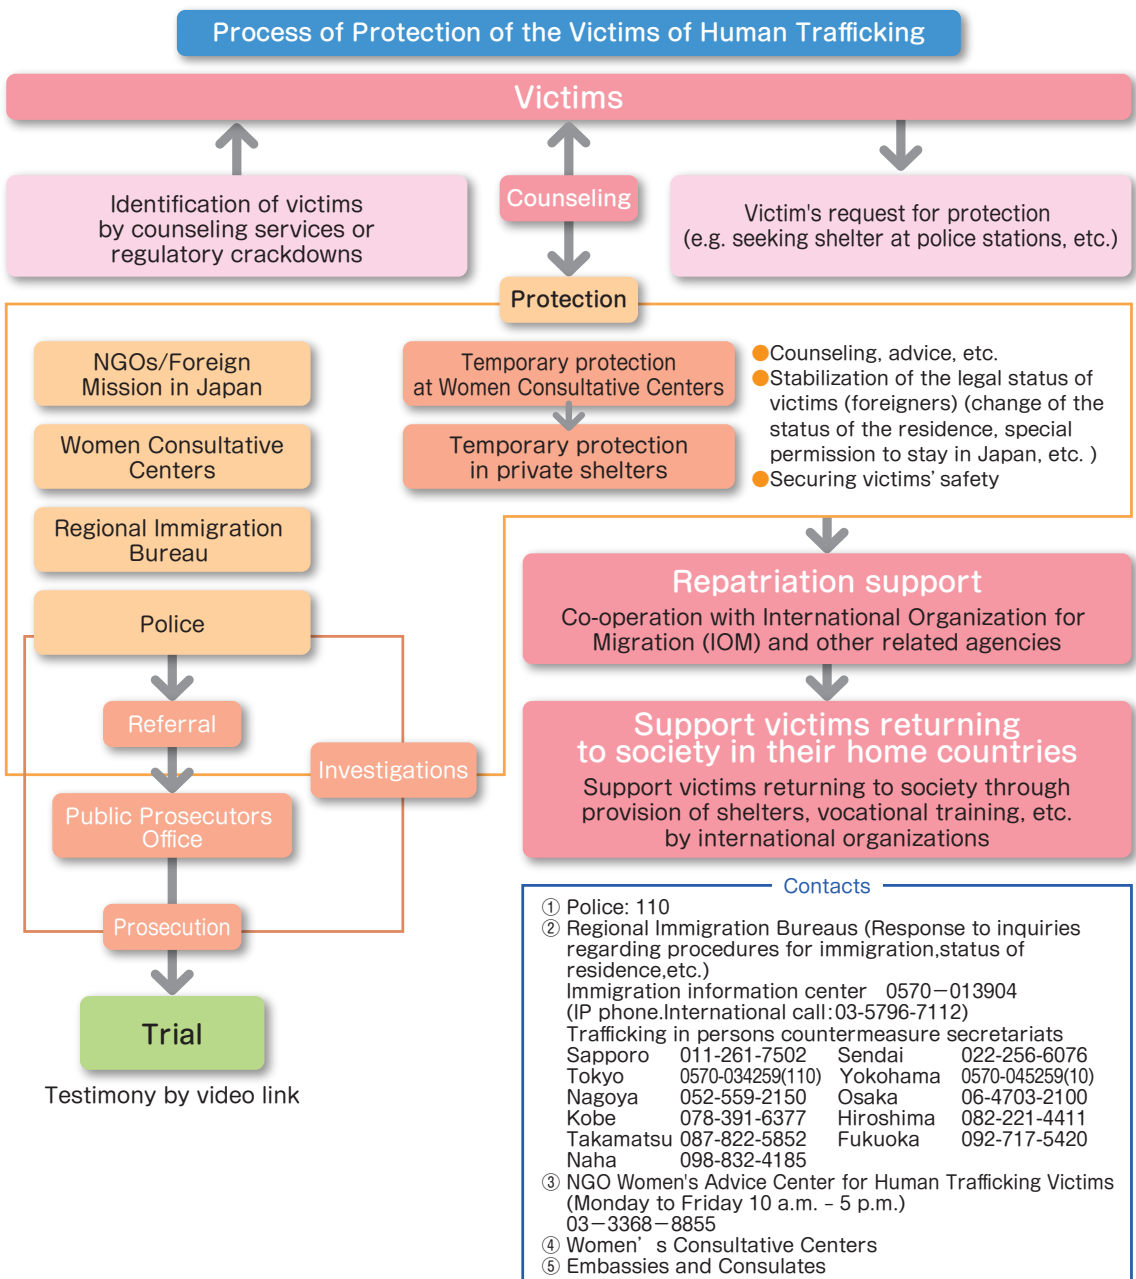 Process of Protection of the Victims of Human Trafficking
Victims
Identification of victims
by counseling services or
regulatory crackdowns
Counseling
Victim's request for protection
(e.g. seeking shelter at police stations, etc.)
Protection
NGOs/Foreign
Mission in Japan
Women Consultative
Centers
Regional Immigration
Bureau
Police
Temporary protection
at Women Consultative Centers
Temporary protection
in private shelters
●Counseling, advice, etc.
●Stabilization of the legal status of
victims (foreigners) (change of the
status of the residence, special
permission to stay in Japan, etc. )
●Securing victims’ safety
Referral
Investigations
Public Prosecutors
Office
Prosecution
Trial
Testimony by video link
Repatriation support
Co-operation with International Organization for
Migration (IOM) and other related agencies
Support victims returning
to society in their home countries
Support victims returning to society through
provision of shelters, vocational training, etc.
by international organizations
Contacts
① Police: 110
② Regional Immigration Bureaus (Response to inquiries
regarding procedures for immigration,status of
residence,etc.)
Immigration information center 0570－013904
(IP phone.International call:03-5796-7112)
Trafficking in persons countermeasure secretariats
Sapporo 011-261-7502 Sendai 022-256-6076
Tokyo 0570-034259(110) Yokohama 0570-045259(10)
Nagoya 052-559-2150 Osaka 06-4703-2100
Kobe 078-391-6377 Hiroshima 082-221-4411
Takamatsu 087-822-5852 Fukuoka 092-717-5420
Naha 098-832-4185
③ NGO Women's Advice Center for Human Trafficking Victims
(Monday to Friday 10 a.m. – 5 p.m.)
03－3368－8855
④ Women’s Consultative Centers
⑤ Embassies and Consulates